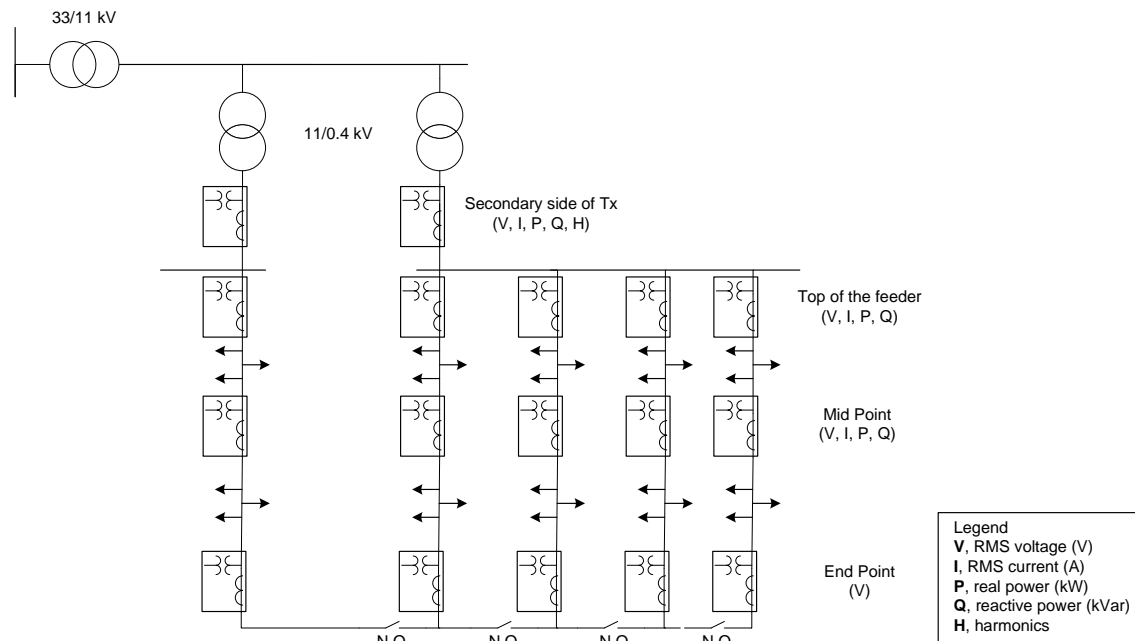 33/11 kV
11/0.4 kV
Secondary side of Tx
(V, I, P, Q, H)
Top of the feeder
(V, I, P, Q)
Mid Point
(V, I, P, Q)
End Point
(V)
Legend
V, RMS voltage (V)
I, RMS current (A)
P, real power (kW)
Q, reactive power (kVar)
H, harmonics
N.O. N.O. N.O. N.O.